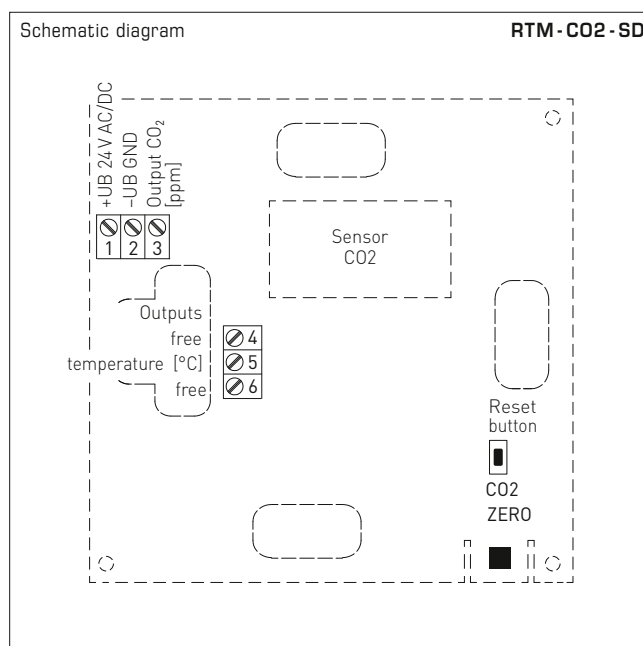 Schematic diagram
RTM-CO2-SD
+UB 24V AC/DC
–UB GND
Output CO₂
[ppm]
1 2 3
Sensor
CO2
Outputs
free 4
temperature [°C] 5
free 6
Reset
button
CO2
ZERO